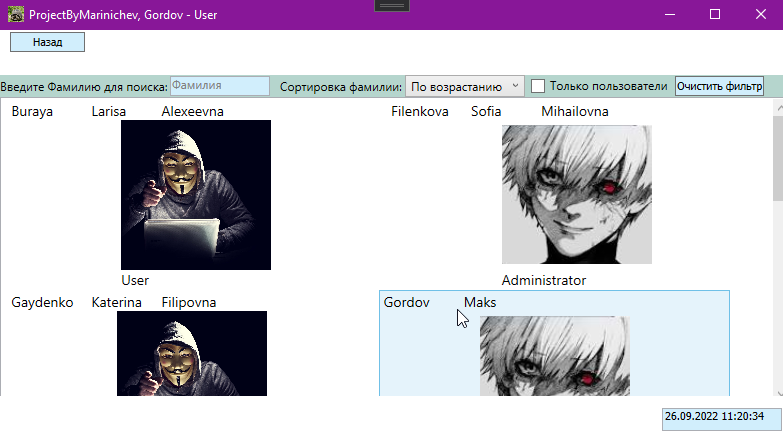 ProjectByMarinichev, Gordov - User
Назад
Введите Фамилию для поиска: Фамилия Сортировка фамилии: По возрастанию Только пользователи Очистить фильтр
Buraya Larisa Alexeevna Filenkova Sofia Mihailovna
User Administrator
Gaydenko Katerina Filipovna Gordov Maks
26.09.2022 11:20:34